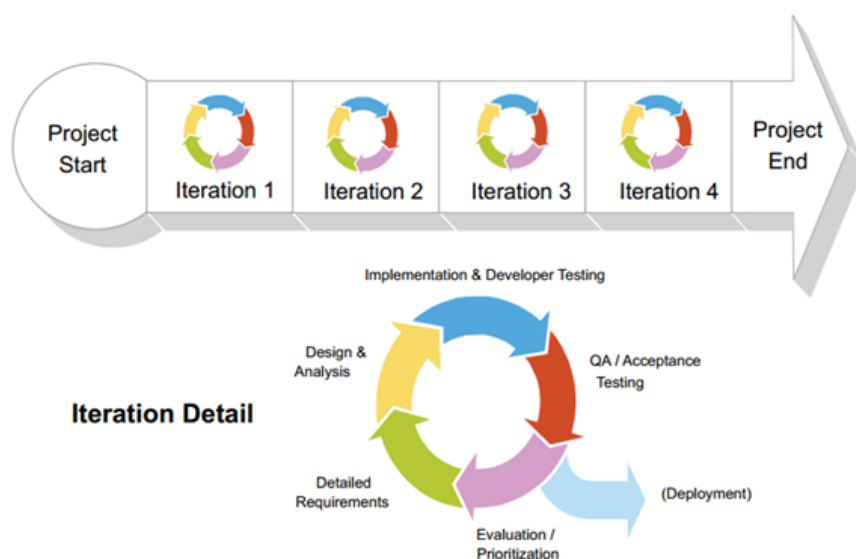 Project
Start
Iteration 1
Iteration 2
Iteration 3
Iteration 4
Project
End
Implementation & Developer Testing
Design &
Analysis
QA / Acceptance
Testing
Iteration Detail
Detailed
Requirements
(Deployment)
Evaluation /
Prioritization